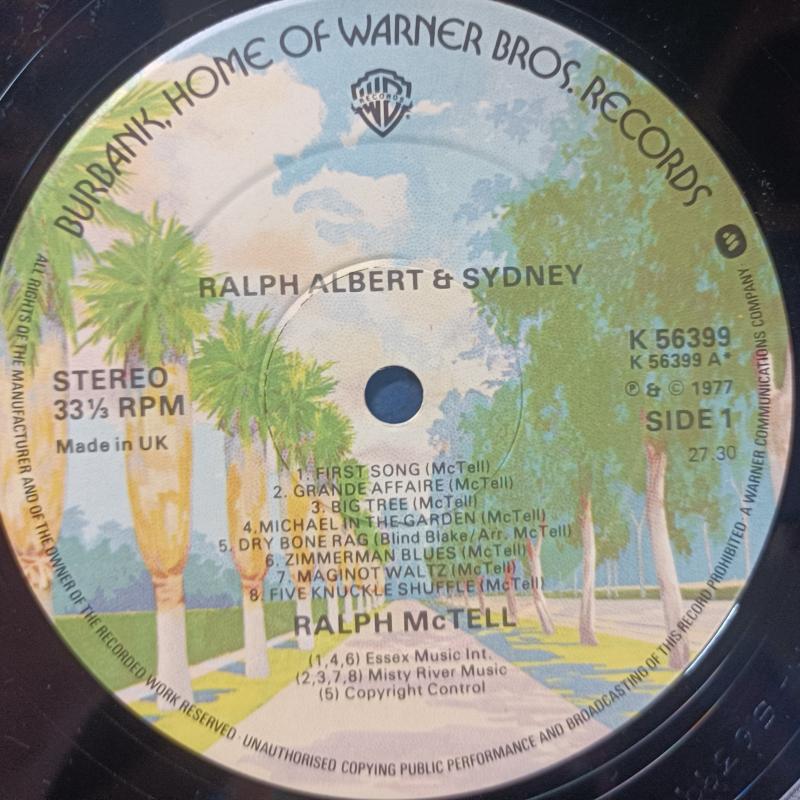 BURBANK, HOME OF WARNER BROS. RECORDS
RECORDS
RALPH ALBERT & SYDNEY
STEREO
33⅓ RPM
Made in UK
K 56399
K 56399 A*
℗ & © 1977
SIDE 1
27.30
1. FIRST SONG (McTell)
2. GRANDE AFFAIRE (McTell)
3. BIG TREE (McTell)
4.MICHAEL IN THE GARDEN (McTell)
5. DRY BONE RAG (Blind Blake/Arr. McTell)
6. ZIMMERMAN BLUES (McTell)
7. MAGINOT WALTZ (McTell)
8. FIVE KNUCKLE SHUFFLE (McTell)
RALPH McTELL
(1,4,6) Essex Music Int.
(2,3,7,8) Misty River Music
(5) Copyright Control
ALL RIGHTS OF THE MANUFACTURER AND OF THE OWNER OF THE RECORDED WORK RESERVED · UNAUTHORISED COPYING PUBLIC PERFORMANCE AND BROADCASTING OF THIS RECORD PROHIBITED · A WARNER COMMUNICATIONS COMPANY